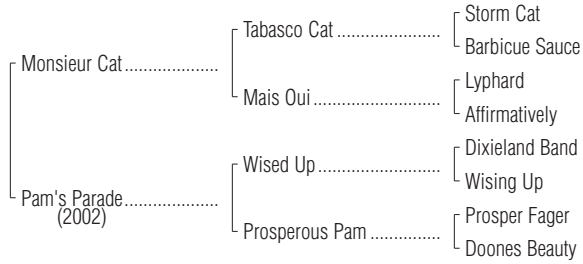 Storm Cat
Tabasco Cat ........................
Barbicue Sauce
Monsieur Cat......................
Lyphard
Mais Oui .............................
Affirmatively
Dixieland Band
Wised Up ............................
Wising Up
Pam's Parade......................
(2002)
Prosper Fager
Prosperous Pam ................
Doones Beauty